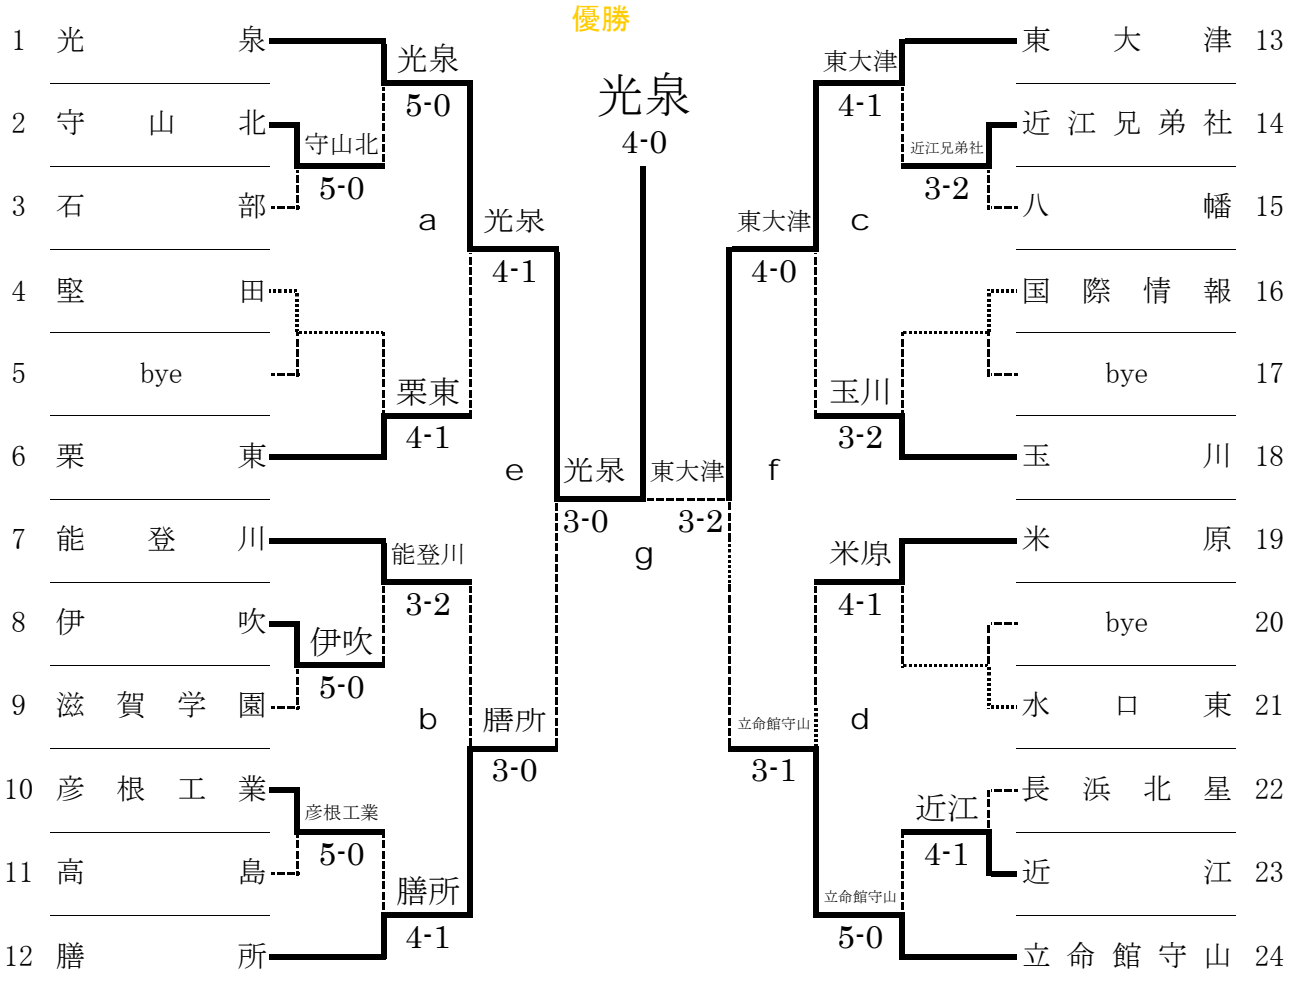 優勝
光泉
4-0
1 光泉
2 守山北
3 石部
4 堅田
5 bye
6 栗東
7 能登川
8 伊吹
9 滋賀学園
10 彦根工業
11 高島
12 膳所
守山北
5-0
伊吹
5-0
彦根工業
5-0
光泉
5-0
栗東
4-1
能登川
3-2
膳所
4-1
a
b
光泉
4-1
膳所
3-0
e
光泉
3-0
g
東大津
3-2
f
東大津
4-0
立命館守山
3-1
c
d
東大津
4-1
玉川
3-2
米原
4-1
立命館守山
5-0
近江兄弟社
3-2
近江
4-1
東大津 13
近江兄弟社 14
八幡 15
国際情報 16
bye 17
玉川 18
米原 19
bye 20
水口東 21
長浜北星 22
近江 23
立命館守山 24